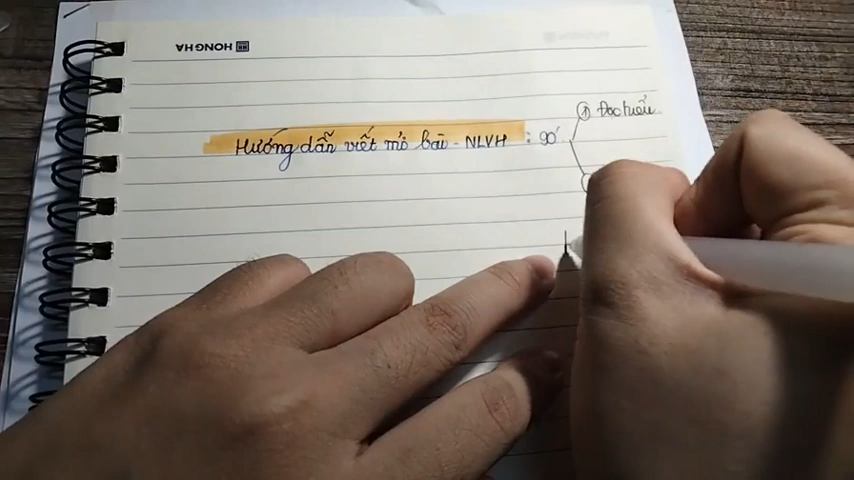 HONG HA
Hướng dẫn viết mở bài - NLVH : 90'
① Đọc hiểu